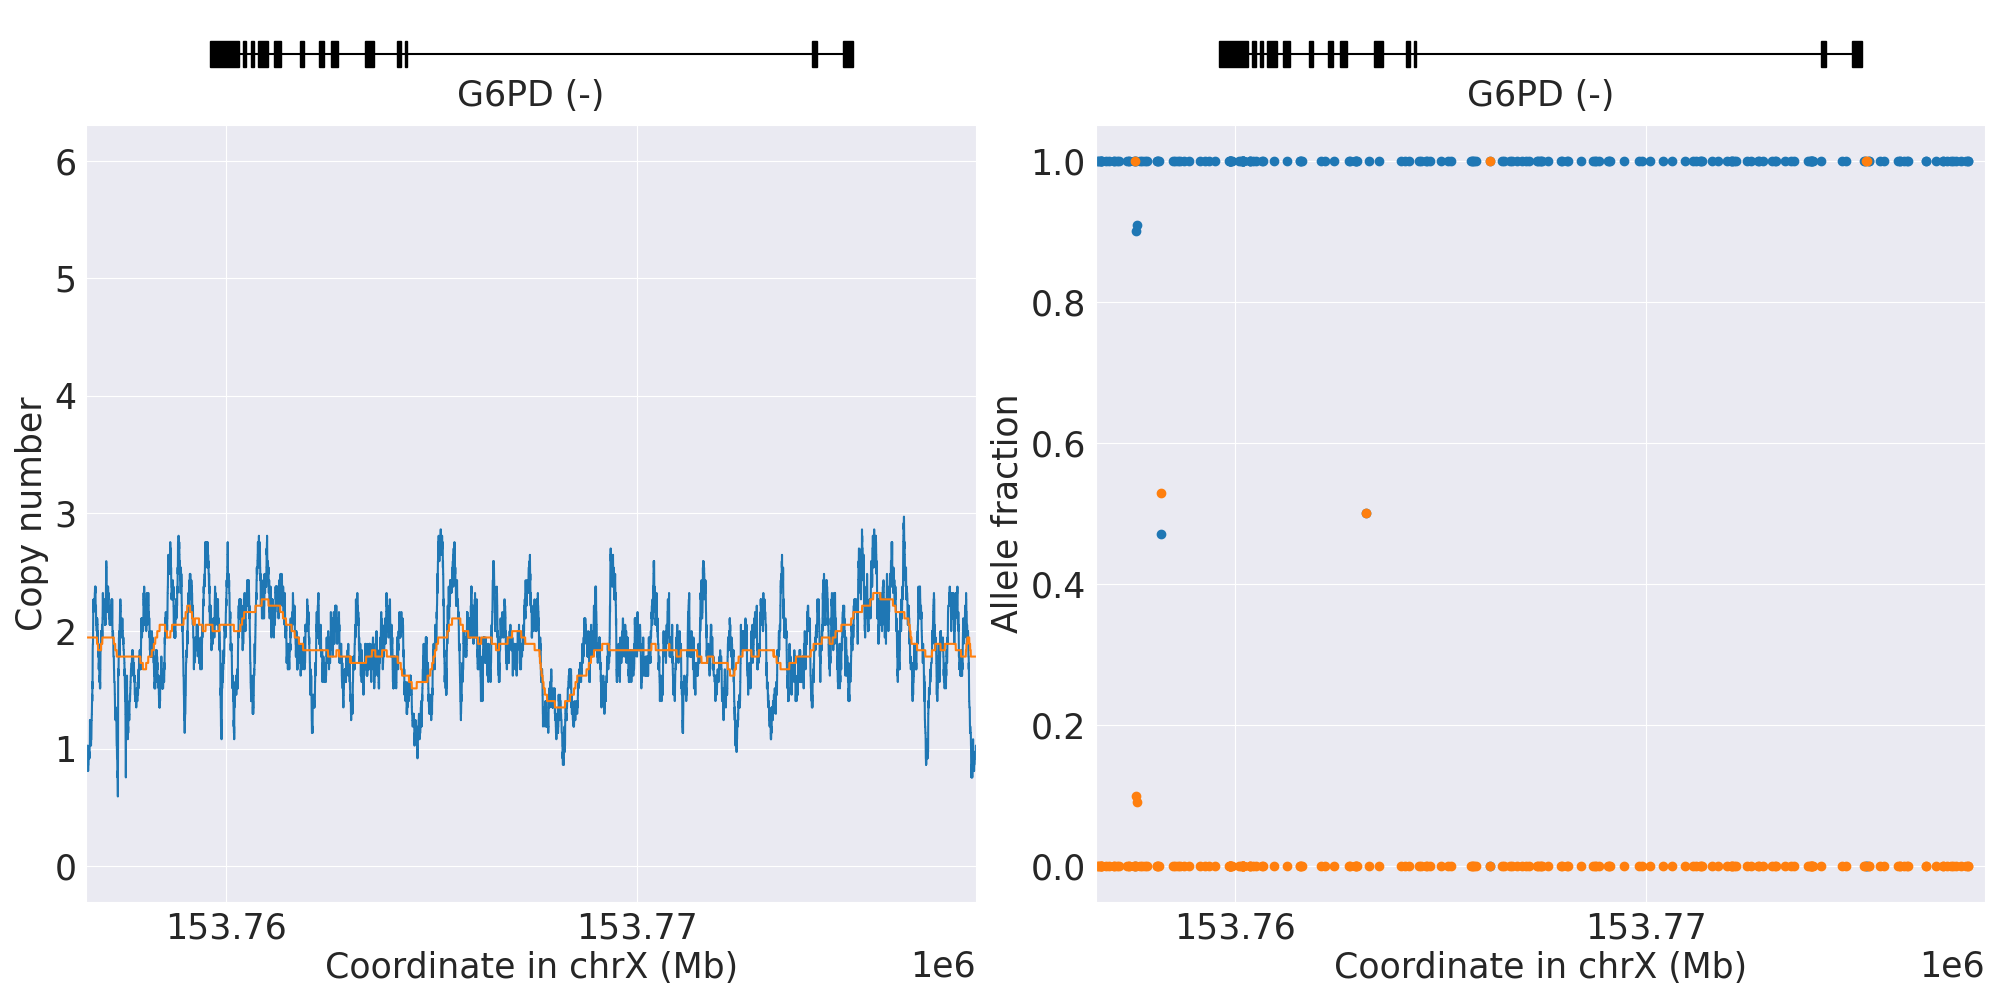 G6PD (-)
G6PD (-)
Copy number
6
5
4
3
2
1
0
153.76
153.77
Coordinate in chrX (Mb)
1e6
Allele fraction
1.0
0.8
0.6
0.4
0.2
0.0
153.76
153.77
Coordinate in chrX (Mb)
1e6